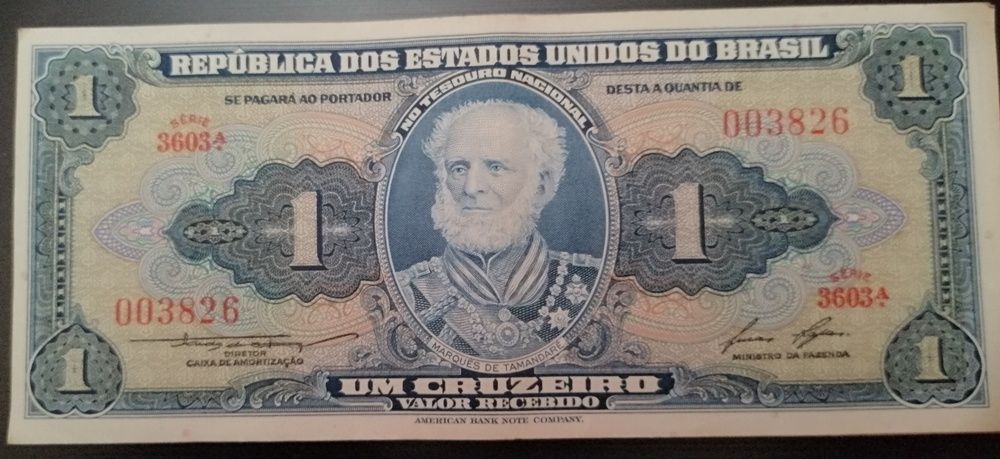 1
REPÚBLICA DOS ESTADOS UNIDOS DO BRASIL
1
SE PAGARÁ AO PORTADOR
NO TESOURO NACIONAL
DESTA A QUANTIA DE
SÉRIE
3603ª
003826
1
1
003826
SÉRIE
3603ª
DIRETOR
CAIXA DE AMORTIZAÇÃO
MARQUÊS DE TAMANDARÉ
MINISTRO DA FAZENDA
1
UM CRUZEIRO
1
VALOR RECEBIDO
AMERICAN BANK NOTE COMPANY.